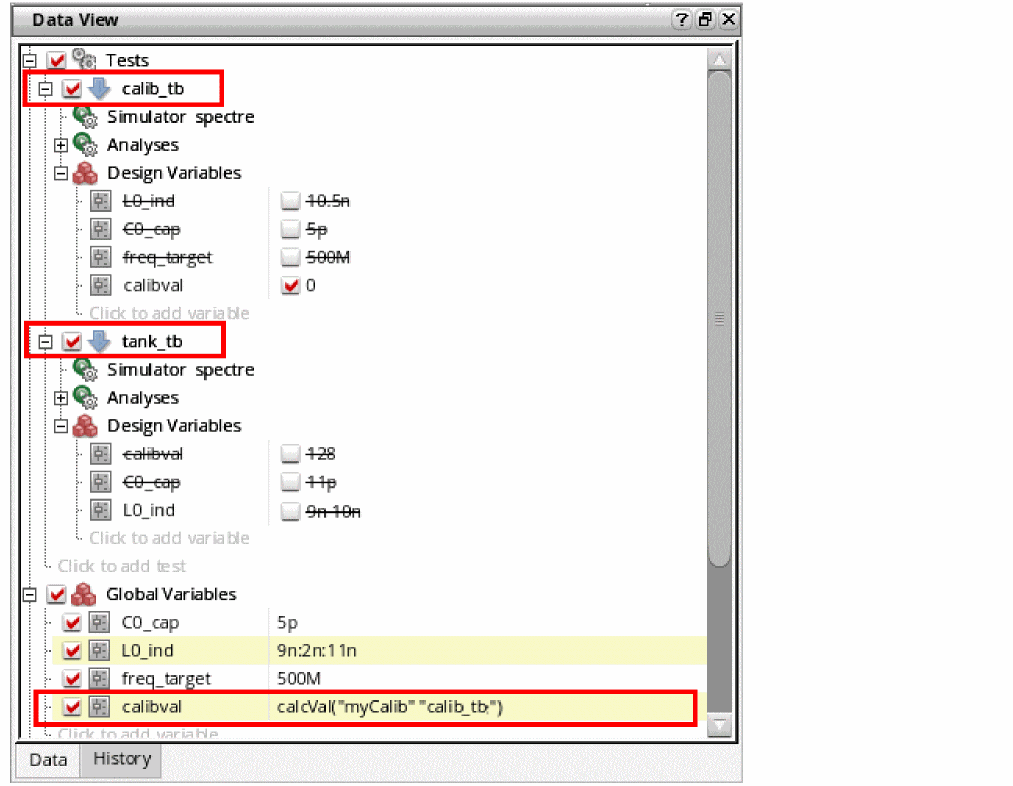 Data View
Tests
calib_tb
Simulator spectre
Analyses
Design Variables
L0_ind 10.5n
C0_cap 5p
freq_target 500M
calibval 0
Click to add variable
tank_tb
Simulator spectre
Analyses
Design Variables
calibval 128
C0_cap 11p
L0_ind 9n 10n
Click to add variable
Click to add test
Global Variables
C0_cap 5p
L0_ind 9n:2n:11n
freq_target 500M
calibval calcVal("myCalib" "calib_tb:")
Click to add variable
Data History